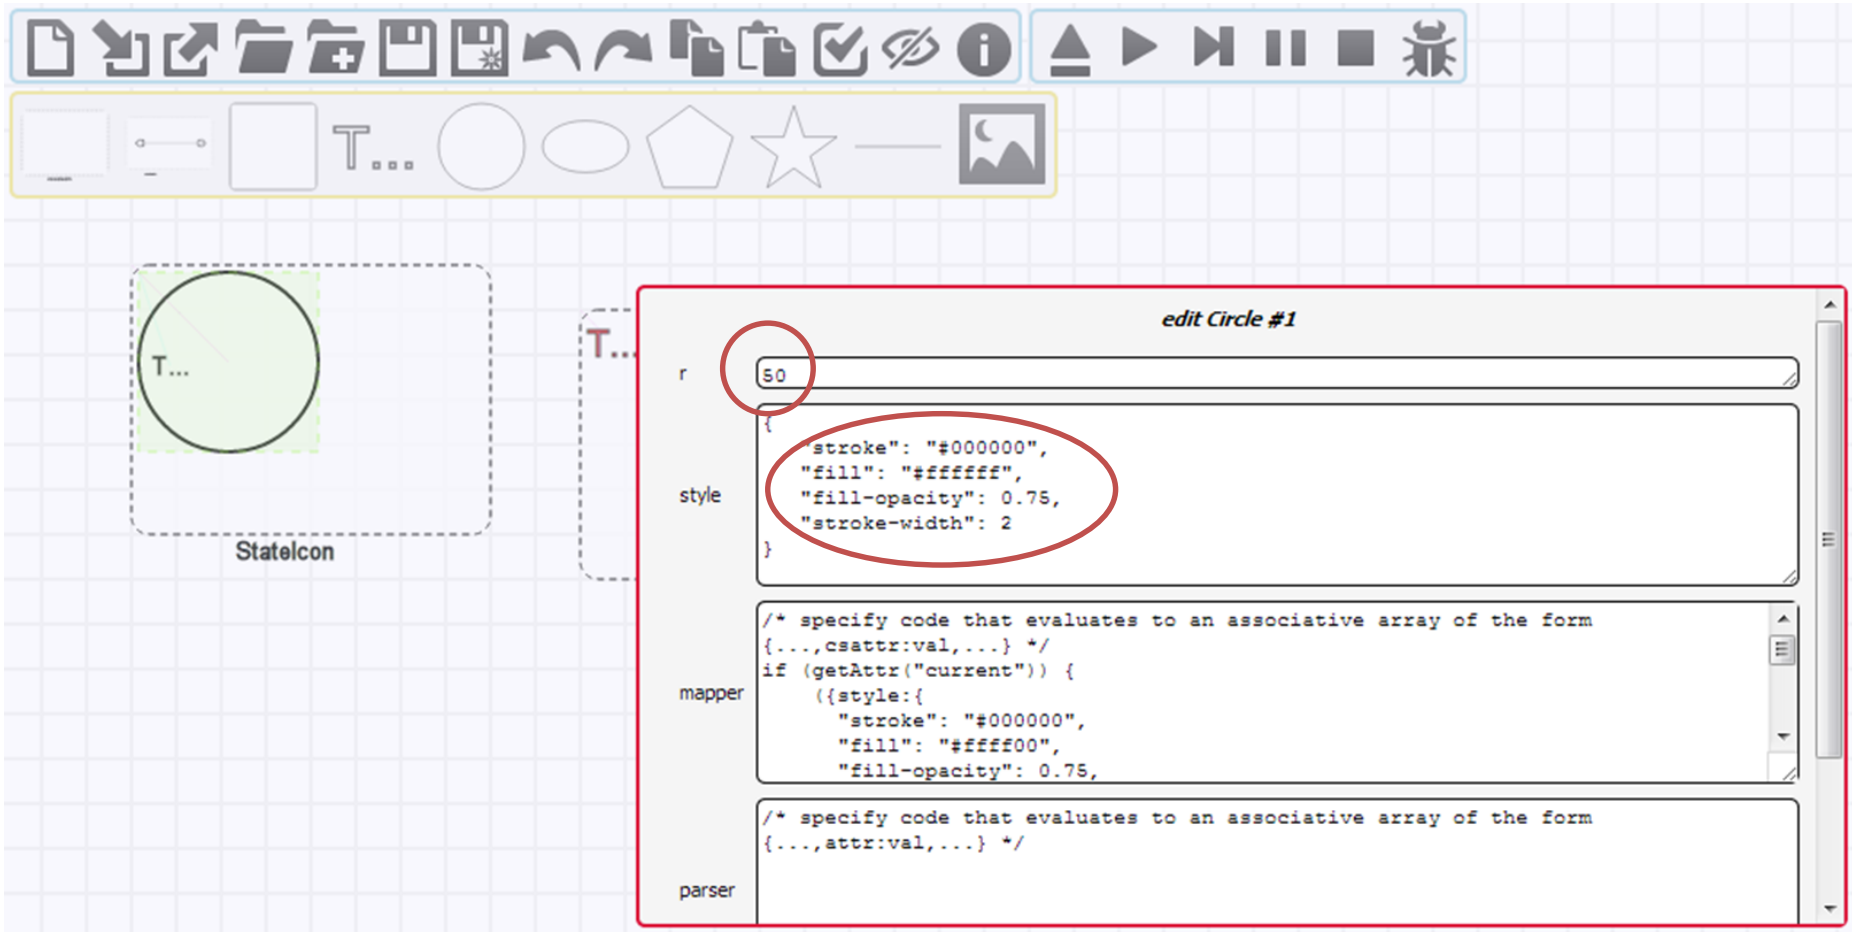 T...
T...
T...
StateIcon
edit Circle #1
r
50
style
{
"stroke": "#000000",
"fill": "#ffffff",
"fill-opacity": 0.75,
"stroke-width": 2
}
mapper
/* specify code that evaluates to an associative array of the form
{...,csattr:val,...} */
if (getAttr("current")) {
({style:{
"stroke": "#000000",
"fill": "#ffff00",
"fill-opacity": 0.75,
parser
/* specify code that evaluates to an associative array of the form
{...,attr:val,...} */